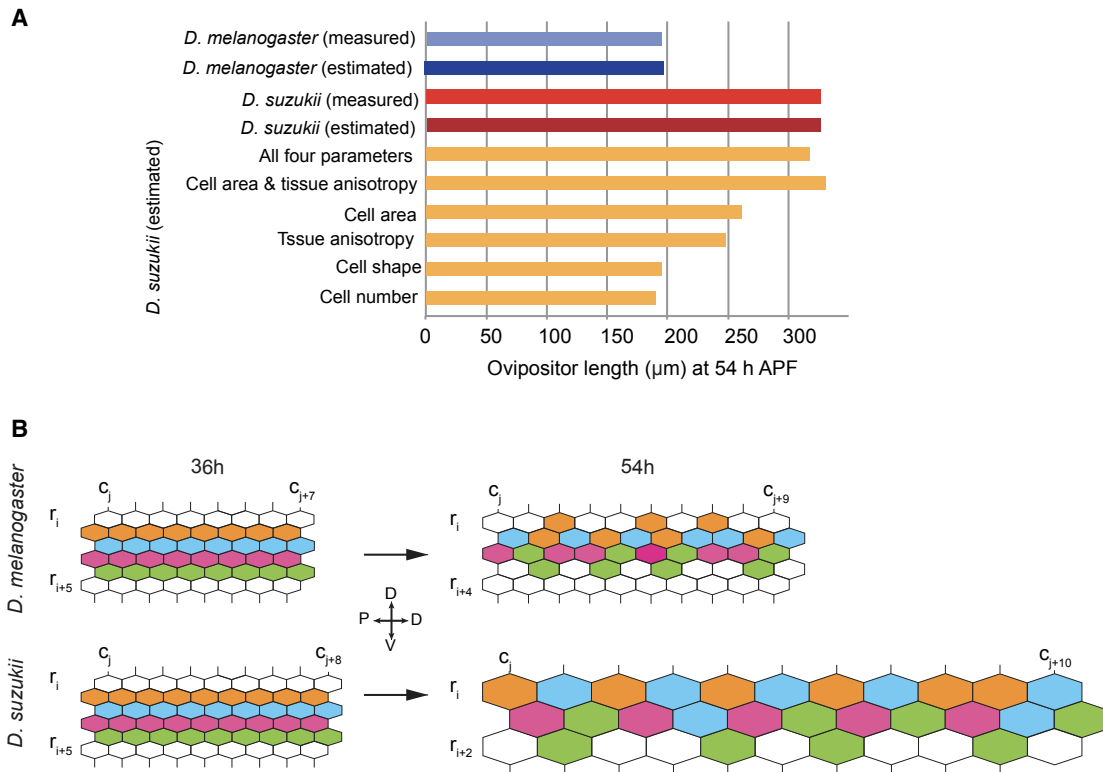 A
D. melanogaster (measured)
D. melanogaster (estimated)
D. suzukii (measured)
D. suzukii (estimated)
All four parameters
Cell area & tissue anisotropy
Cell area
Tssue anisotropy
Cell shape
Cell number
D. suzukii (estimated)
0 50 100 150 200 250 300
Ovipositor length (μm) at 54 h APF
B
36h 54h
D. melanogaster
cj cj+7 cj cj+9
ri ri
ri+5 ri+4
D
P D
V
D. suzukii
cj cj+8 cj cj+10
ri ri
ri+5 ri+2